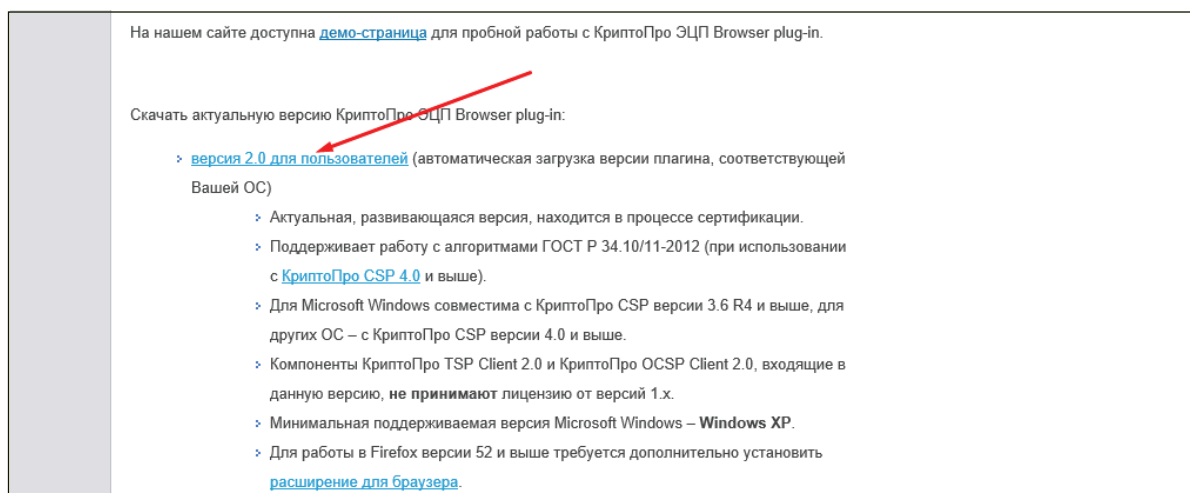 На нашем сайте доступна демо-страница для пробной работы с КриптоПро ЭЦП Browser plug-in.
Скачать актуальную версию КриптоПро ЭЦП Browser plug-in:
версия 2.0 для пользователей (автоматическая загрузка версии плагина, соответствующей
Вашей ОС)
Актуальная, развивающаяся версия, находится в процессе сертификации.
Поддерживает работу с алгоритмами ГОСТ Р 34.10/11-2012 (при использовании
с КриптоПро CSP 4.0 и выше).
Для Microsoft Windows совместима с КриптоПро CSP версии 3.6 R4 и выше, для
других ОС – с КриптоПро CSP версии 4.0 и выше.
Компоненты КриптоПро TSP Client 2.0 и КриптоПро OCSP Client 2.0, входящие в
данную версию, не принимают лицензию от версий 1.x.
Минимальная поддерживаемая версия Microsoft Windows – Windows XP.
Для работы в Firefox версии 52 и выше требуется дополнительно установить
расширение для браузера.